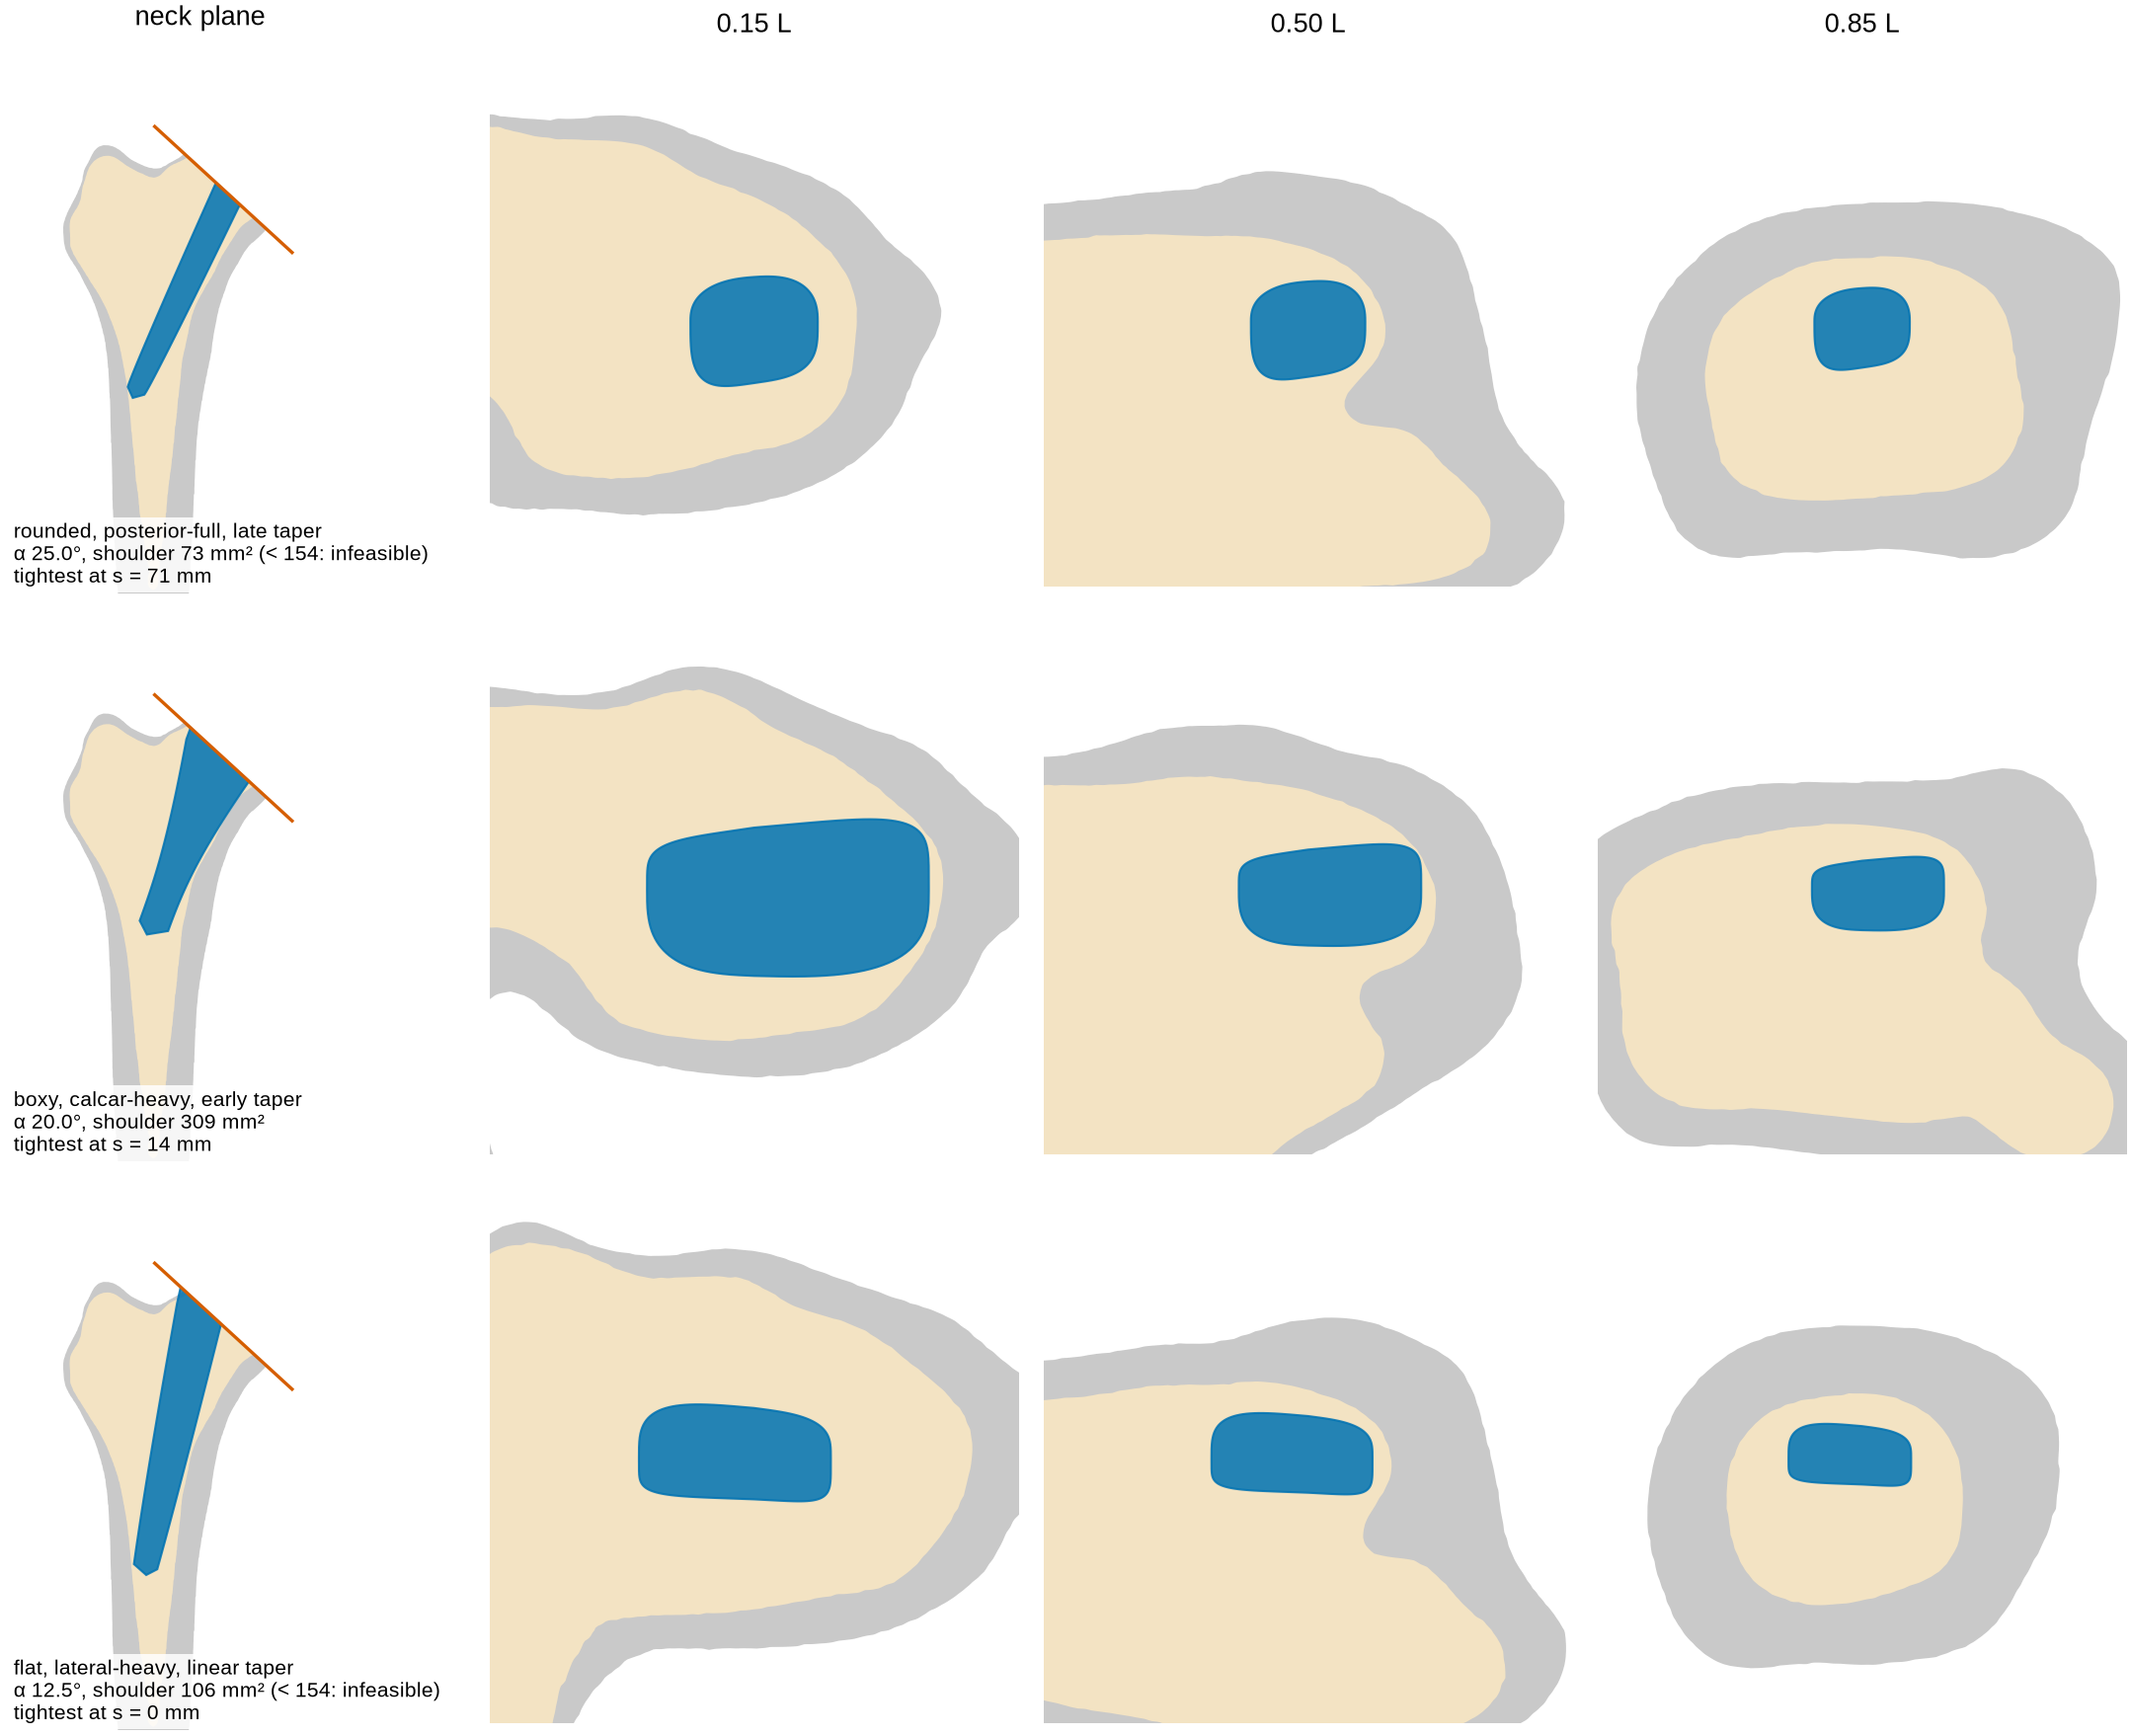 neck plane
0.15 L
0.50 L
0.85 L
rounded, posterior-full, late taper
α 25.0°, shoulder 73 mm² (< 154: infeasible)
tightest at s = 71 mm
boxy, calcar-heavy, early taper
α 20.0°, shoulder 309 mm²
tightest at s = 14 mm
flat, lateral-heavy, linear taper
α 12.5°, shoulder 106 mm² (< 154: infeasible)
tightest at s = 0 mm